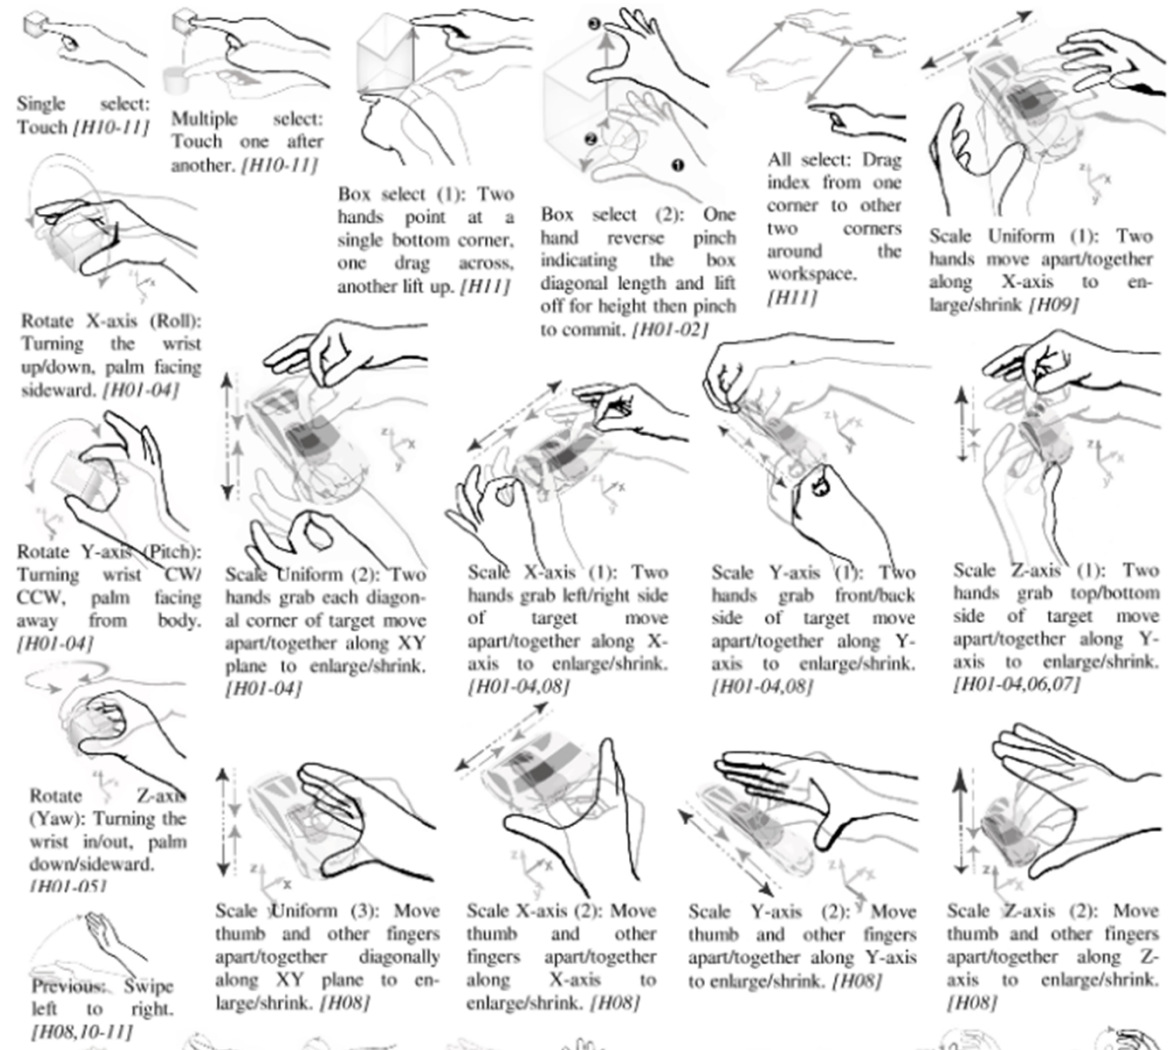 Single select:
Touch [H10-11]
Multiple select:
Touch one after
another. [H10-11]
Box select (1): Two
hands point at a
single bottom corner,
one drag across,
another lift up. [H11]
Box select (2): One
hand reverse pinch
indicating the box
diagonal length and lift
off for height then pinch
to commit. [H01-02]
All select: Drag
index from one
corner to other
two corners
around the
workspace.
[H11]
Scale Uniform (1): Two
hands move apart/together
along X-axis to en-
large/shrink [H09]
Rotate X-axis (Roll):
Turning the wrist
up/down, palm facing
sideward. [H01-04]
Rotate Y-axis (Pitch):
Turning wrist CW/
CCW, palm facing
away from body.
[H01-04]
Scale Uniform (2): Two
hands grab each diagon-
al corner of target move
apart/together along XY
plane to enlarge/shrink.
[H01-04]
Scale X-axis (1): Two
hands grab left/right side
of target move
apart/together along X-
axis to enlarge/shrink.
[H01-04,08]
Scale Y-axis (1): Two
hands grab front/back
side of target move
apart/together along Y-
axis to enlarge/shrink.
[H01-04,08]
Scale Z-axis (1): Two
hands grab top/bottom
side of target move
apart/together along Y-
axis to enlarge/shrink.
[H01-04,06,07]
Rotate Z-axis
(Yaw): Turning the
wrist in/out, palm
down/sideward.
[H01-05]
Scale Uniform (3): Move
thumb and other fingers
apart/together diagonally
along XY plane to en-
large/shrink. [H08]
Scale X-axis (2): Move
thumb and other
fingers apart/together
along X-axis to
enlarge/shrink. [H08]
Scale Y-axis (2): Move
thumb and other fingers
apart/together along Y-axis
to enlarge/shrink. [H08]
Scale Z-axis (2): Move
thumb and other fingers
apart/together along Z-
axis to enlarge/shrink.
[H08]
Previous: Swipe
left to right.
[H08,10-11]